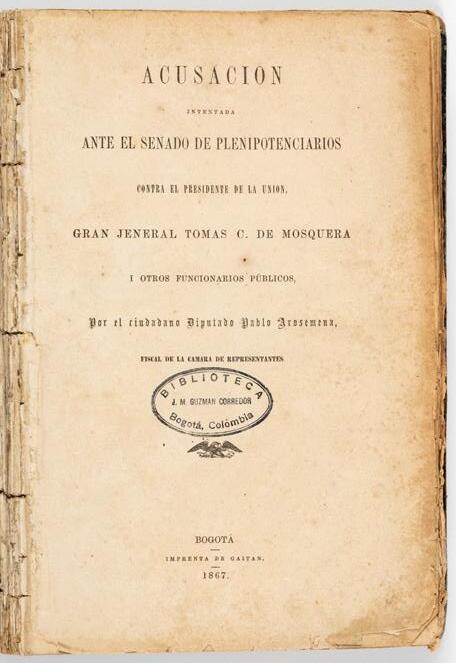 ACUSACION
INTENTADA
ANTE EL SENADO DE PLENIPOTENCIARIOS
CONTRA EL PRESIDENTE DE LA UNION,
GRAN JENERAL TOMAS C. DE MOSQUERA
I OTROS FUNCIONARIOS PÚBLICOS,
Por el ciudadano Diputado Pablo Arosemena,
FISCAL DE LA CAMARA DE REPRESENTANTES
BIBLIOTECA
J. M. GUZMAN CORREDOR
Bogotá, Colómbia
BOGOTÁ
IMPRENTA DE GAITAN.
1867.